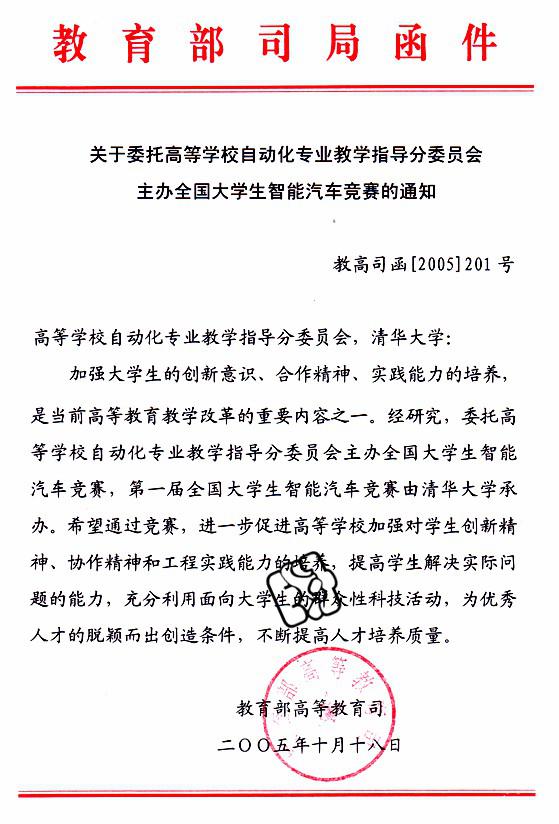 教育部司局函件
关于委托高等学校自动化专业教学指导分委员会
主办全国大学生智能汽车竞赛的通知
教高司函[2005]201 号
高等学校自动化专业教学指导分委员会，清华大学：
加强大学生的创新意识、合作精神、实践能力的培养，
是当前高等教育教学改革的重要内容之一。经研究，委托高
等学校自动化专业教学指导分委员会主办全国大学生智能
汽车竞赛，第一届全国大学生智能汽车竞赛由清华大学承
办。希望通过竞赛，进一步促进高等学校加强对学生创新精
神、协作精神和工程实践能力的培养，提高学生解决实际问
题的能力，充分利用面向大学生的群众性科技活动，为优秀
人才的脱颖而出创造条件，不断提高人才培养质量。
部高等教育
教育部高等教育司
二〇〇五年十月十八日